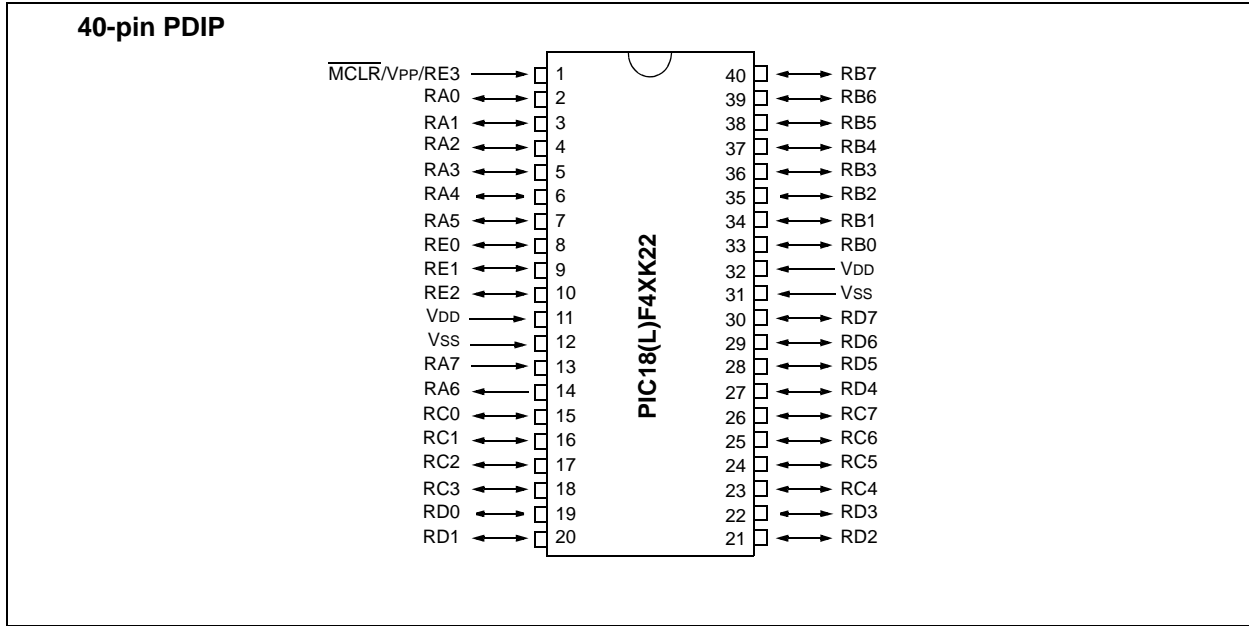 40-pin PDIP
MCLR/VPP/RE3 1 40 RB7
RA0 2 39 RB6
RA1 3 38 RB5
RA2 4 37 RB4
RA3 5 36 RB3
RA4 6 35 RB2
RA5 7 34 RB1
RE0 8 33 RB0
RE1 9 32 VDD
RE2 10 31 VSS
VDD 11 30 RD7
VSS 12 29 RD6
RA7 13 28 RD5
RA6 14 27 RD4
RC0 15 26 RC7
RC1 16 25 RC6
RC2 17 24 RC5
RC3 18 23 RC4
RD0 19 22 RD3
RD1 20 21 RD2
PIC18(L)F4XK22